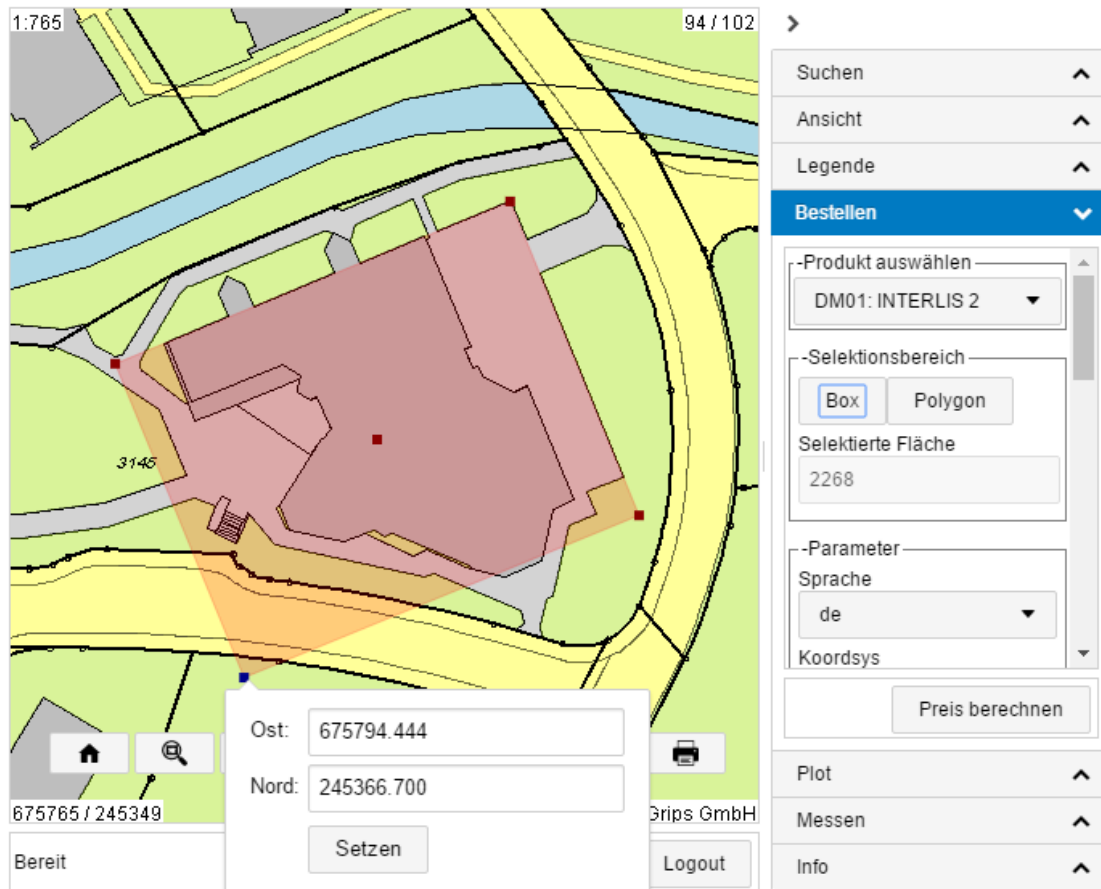 1:765
94 / 102
3145
Ost: 675794.444
Nord: 245366.700
Setzen
675765 / 245349
Grips GmbH
Bereit
Logout
Suchen
Ansicht
Legende
Bestellen
-Produkt auswählen
DM01: INTERLIS 2
-Selektionsbereich
Box Polygon
Selektierte Fläche
2268
-Parameter
Sprache
de
Koordsys
Preis berechnen
Plot
Messen
Info